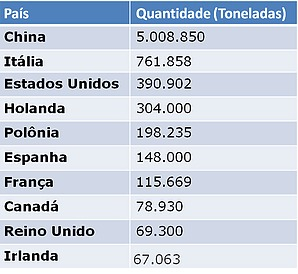 País Quantidade (Toneladas)
China 5.008.850
Itália 761.858
Estados Unidos 390.902
Holanda 304.000
Polônia 198.235
Espanha 148.000
França 115.669
Canadá 78.930
Reino Unido 69.300
Irlanda 67.063